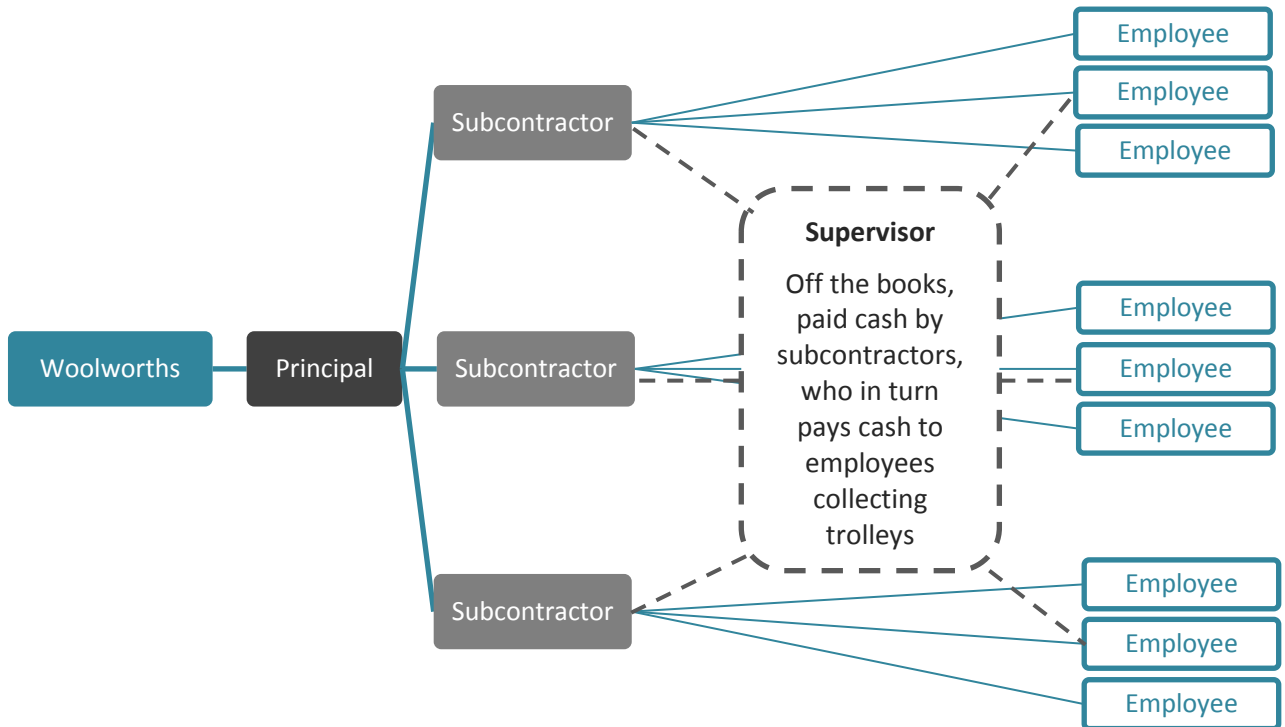 Employee
Employee
Employee
Subcontractor
Supervisor
Off the books,
paid cash by
subcontractors,
who in turn
pays cash to
employees
collecting
trolleys
Woolworths
Principal
Subcontractor
Employee
Employee
Employee
Subcontractor
Employee
Employee
Employee